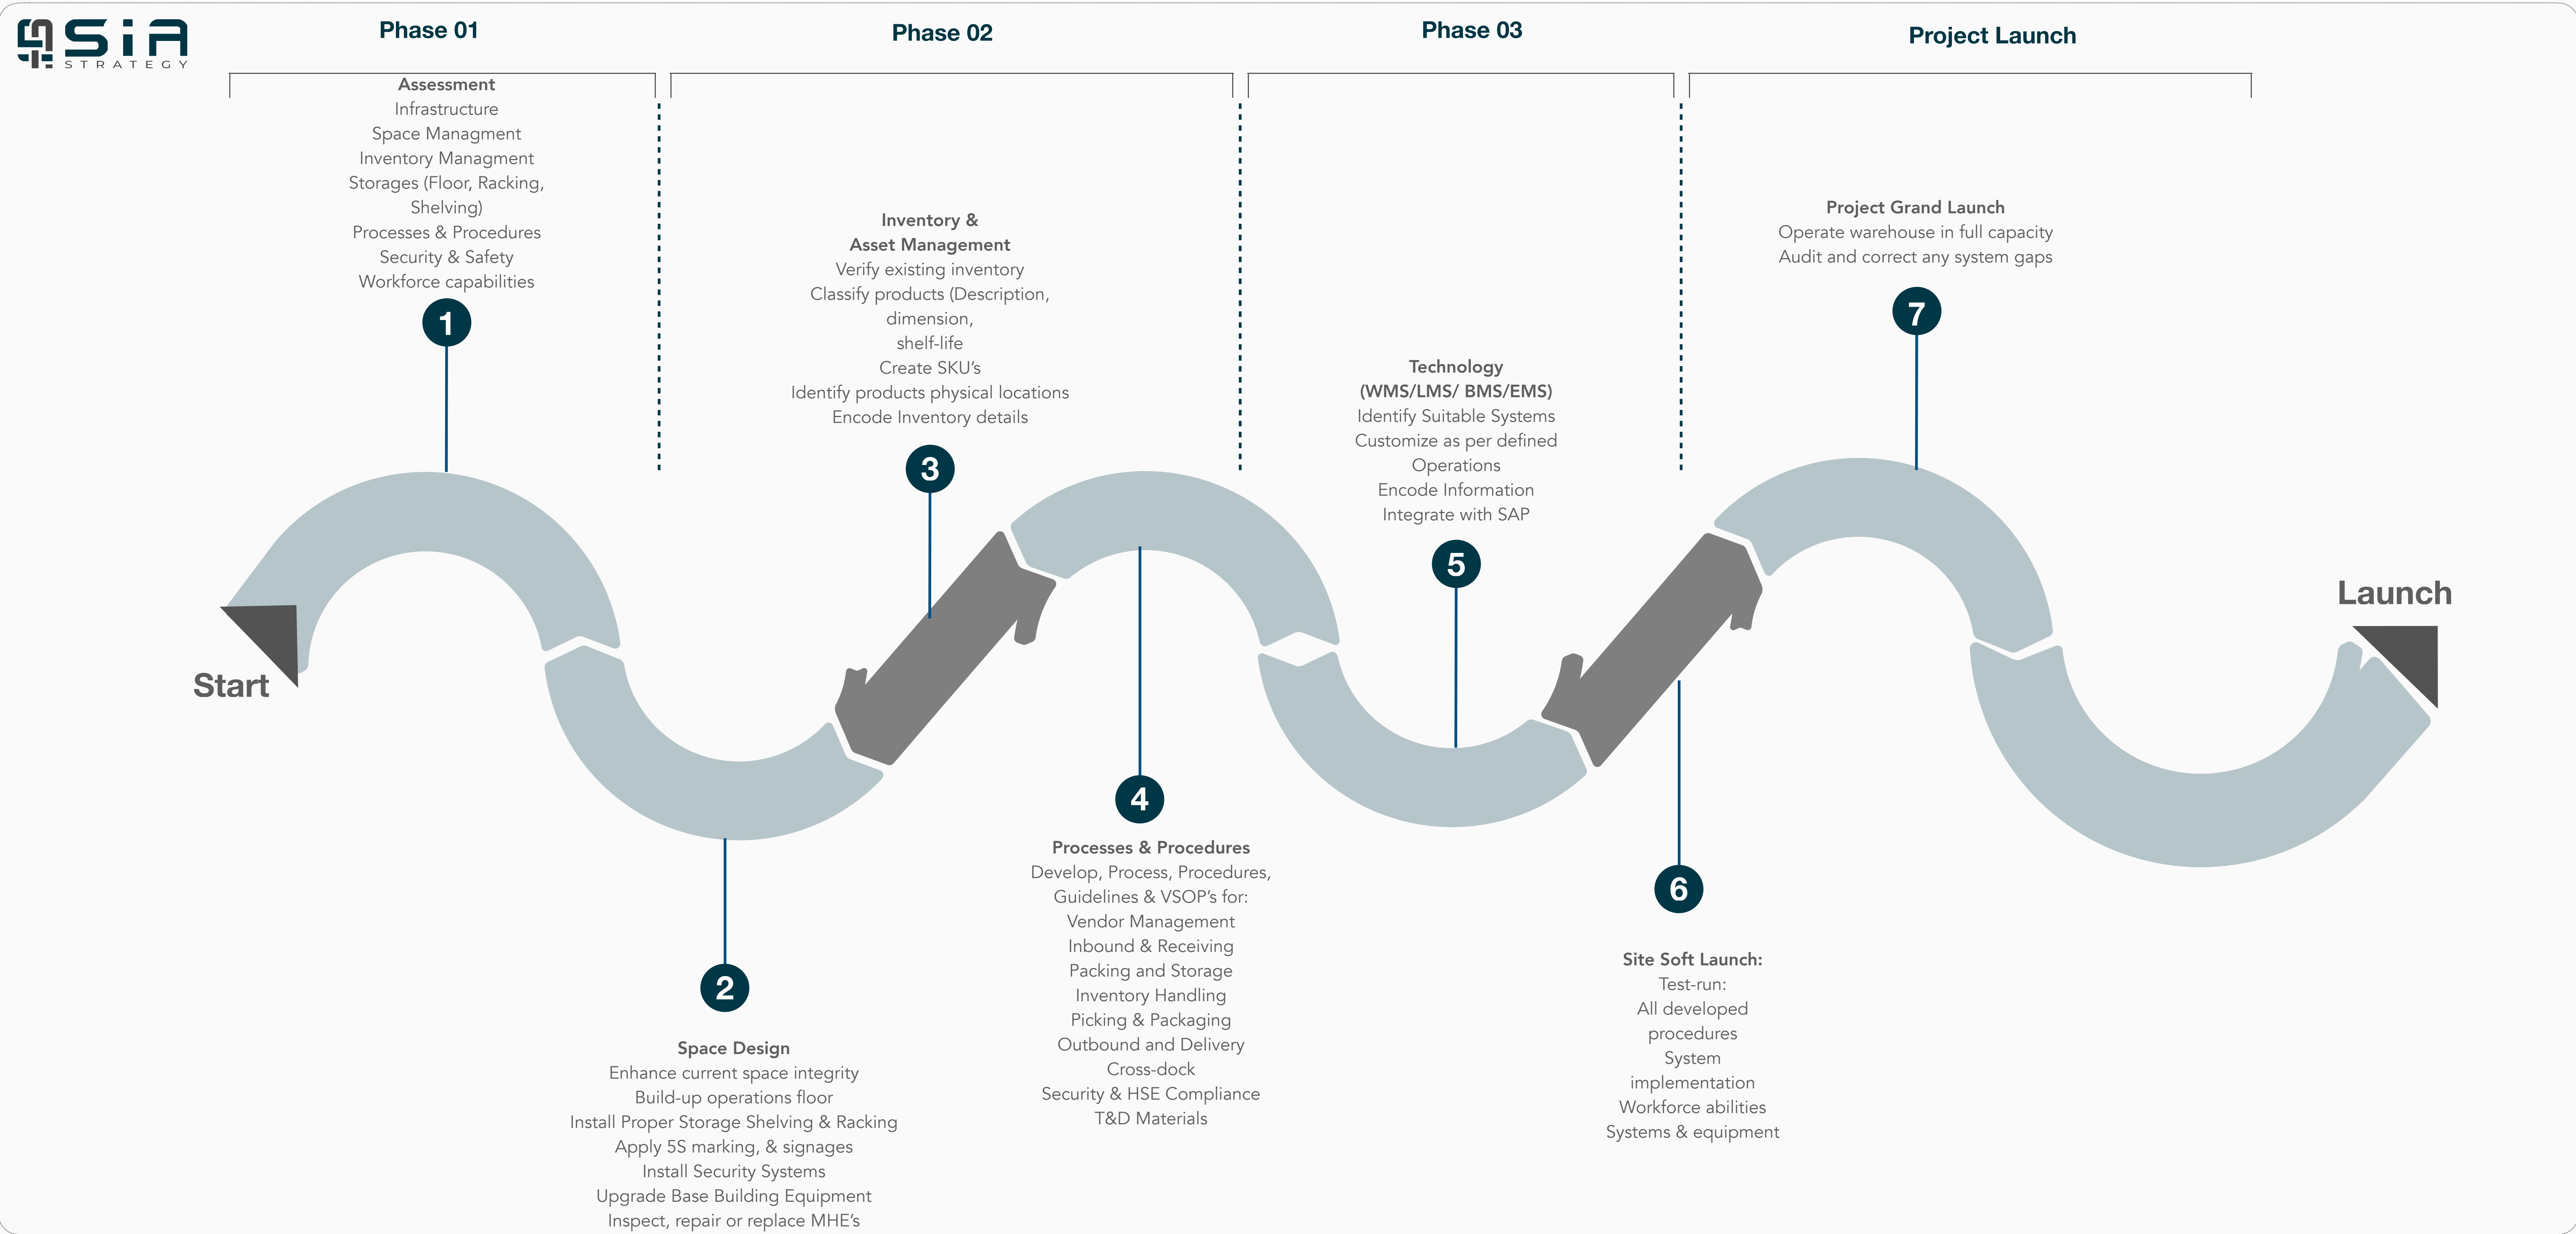 SiA
STRATEGY
Phase 01
Phase 02
Phase 03
Project Launch
Assessment
Infrastructure
Space Managment
Inventory Managment
Storages (Floor, Racking,
Shelving)
Processes & Procedures
Security & Safety
Workforce capabilities
1
Start
2
Space Design
Enhance current space integrity
Build-up operations floor
Install Proper Storage Shelving & Racking
Apply 5S marking, & signages
Install Security Systems
Upgrade Base Building Equipment
Inspect, repair or replace MHE's
Inventory &
Asset Management
Verify existing inventory
Classify products (Description,
dimension,
shelf-life
Create SKU's
Identify products physical locations
Encode Inventory details
3
4
Processes & Procedures
Develop, Process, Procedures,
Guidelines & VSOP's for:
Vendor Management
Inbound & Receiving
Packing and Storage
Inventory Handling
Picking & Packaging
Outbound and Delivery
Cross-dock
Security & HSE Compliance
T&D Materials
Technology
(WMS/LMS/ BMS/EMS)
Identify Suitable Systems
Customize as per defined
Operations
Encode Information
Integrate with SAP
5
6
Site Soft Launch:
Test-run:
All developed
procedures
System
implementation
Workforce abilities
Systems & equipment
Project Grand Launch
Operate warehouse in full capacity
Audit and correct any system gaps
7
Launch